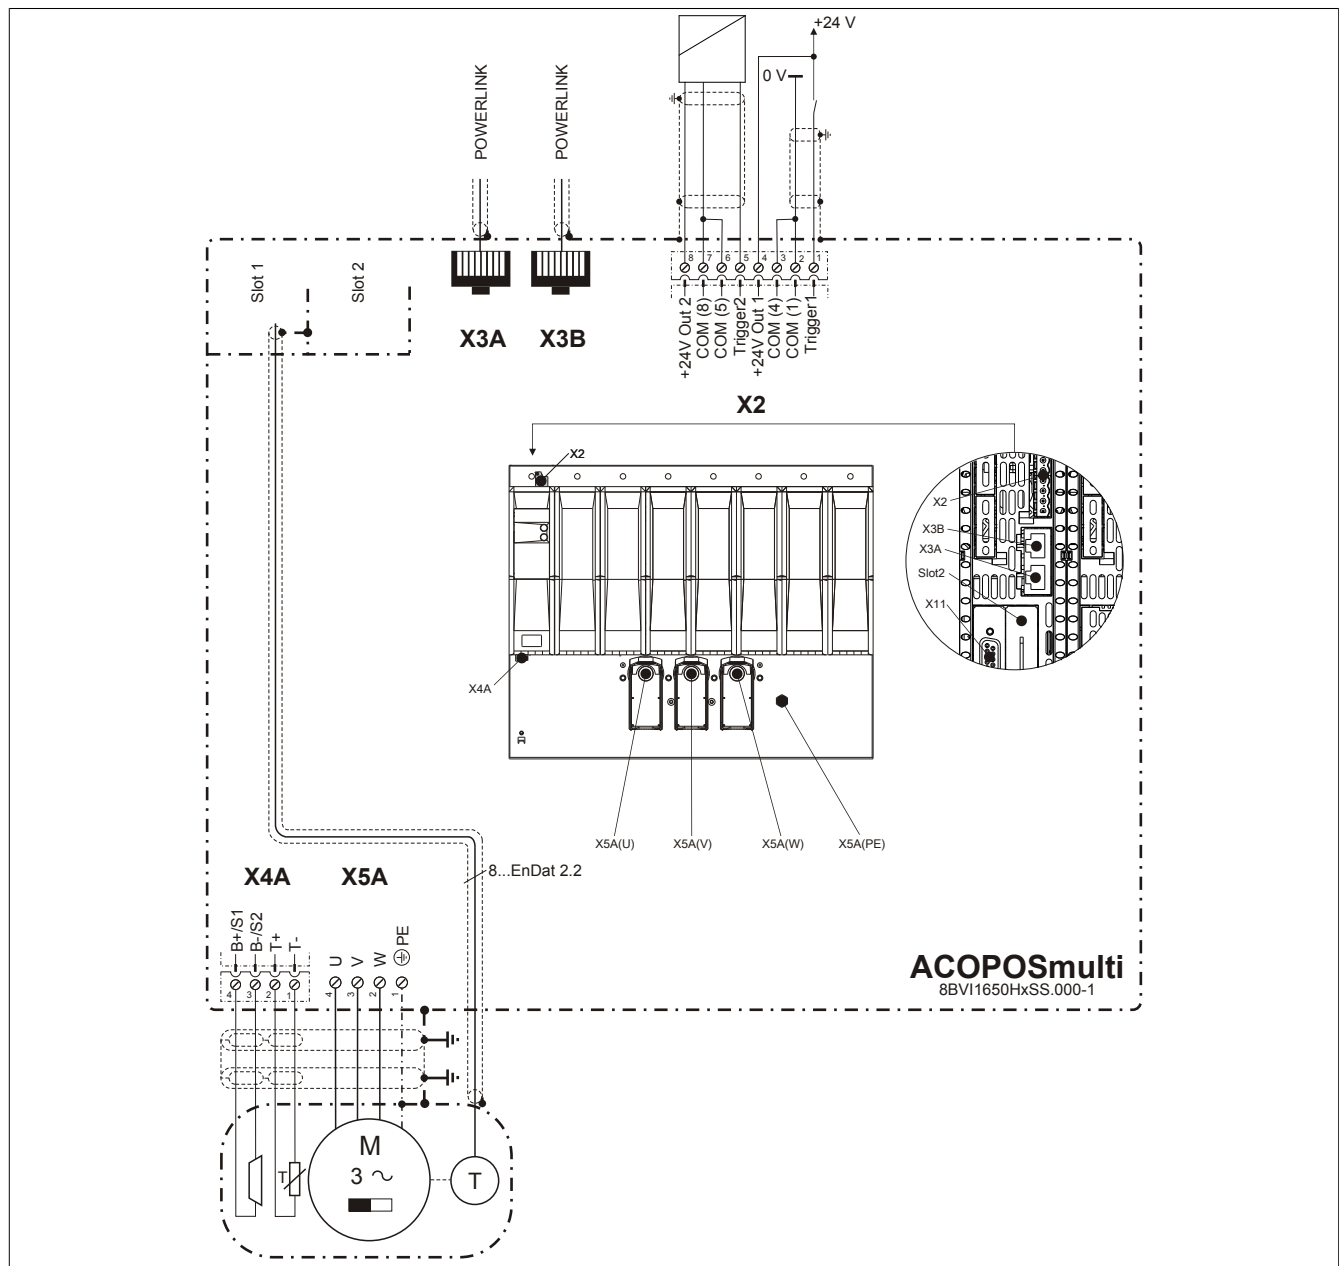 +24 V
0 V
POWERLINK
POWERLINK
Slot 1
Slot 2
8 7 6 5 4 3 2 1
+24V Out 2
COM (8)
COM (5)
Trigger2
+24V Out 1
COM (4)
COM (1)
Trigger1
X3A X3B
X2
X2
X2
X3B
X3A
Slot2
X11
X4A
X5A(U) X5A(V) X5A(W) X5A(PE)
8...EnDat 2.2
X4A X5A
B+/S1
B-/S2
T+
T-
U
V
W
PE
4 3 2 1
4 3 2 1
ACOPOSmulti
8BVI1650HxSS.000-1
M
3 ~
T
T